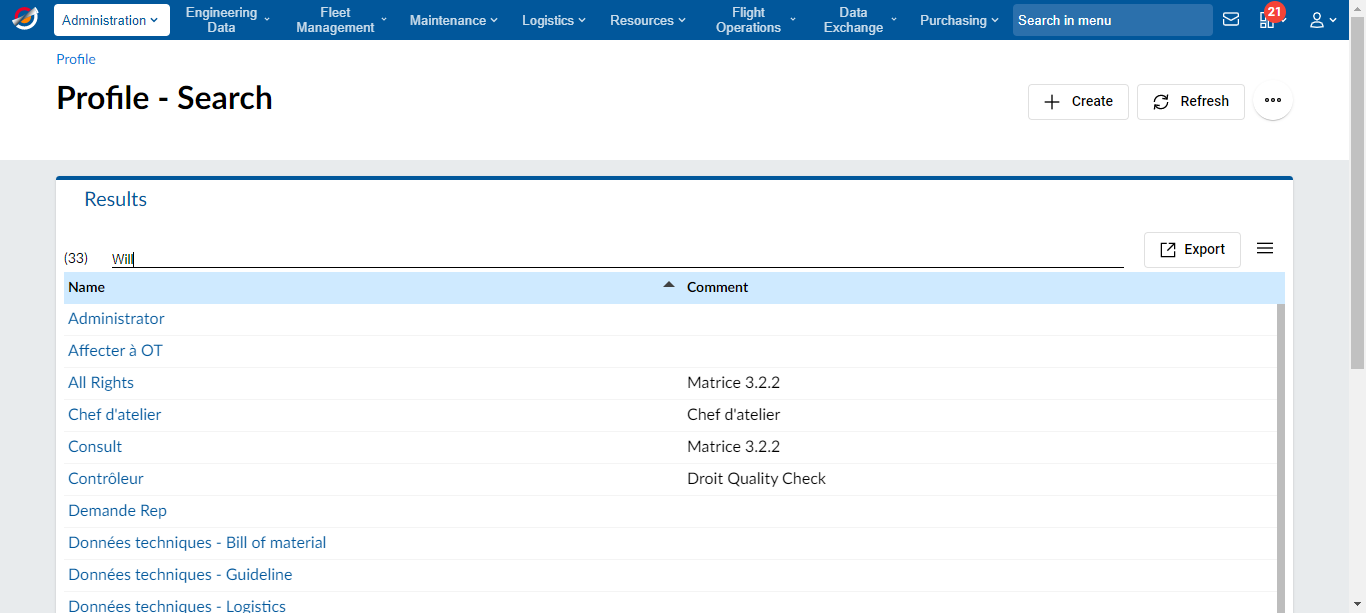 Administration
Engineering
Data
Fleet
Management
Maintenance
Logistics
Resources
Flight
Operations
Data
Exchange
Purchasing
Search in menu
21
Profile
Profile - Search
Create
Refresh
Results
(33)
Will
Export
Name
Comment
Administrator
Affecter à OT
All Rights
Matrice 3.2.2
Chef d'atelier
Chef d'atelier
Consult
Matrice 3.2.2
Contrôleur
Droit Quality Check
Demande Rep
Données techniques - Bill of material
Données techniques - Guideline
Données techniques - Logistics